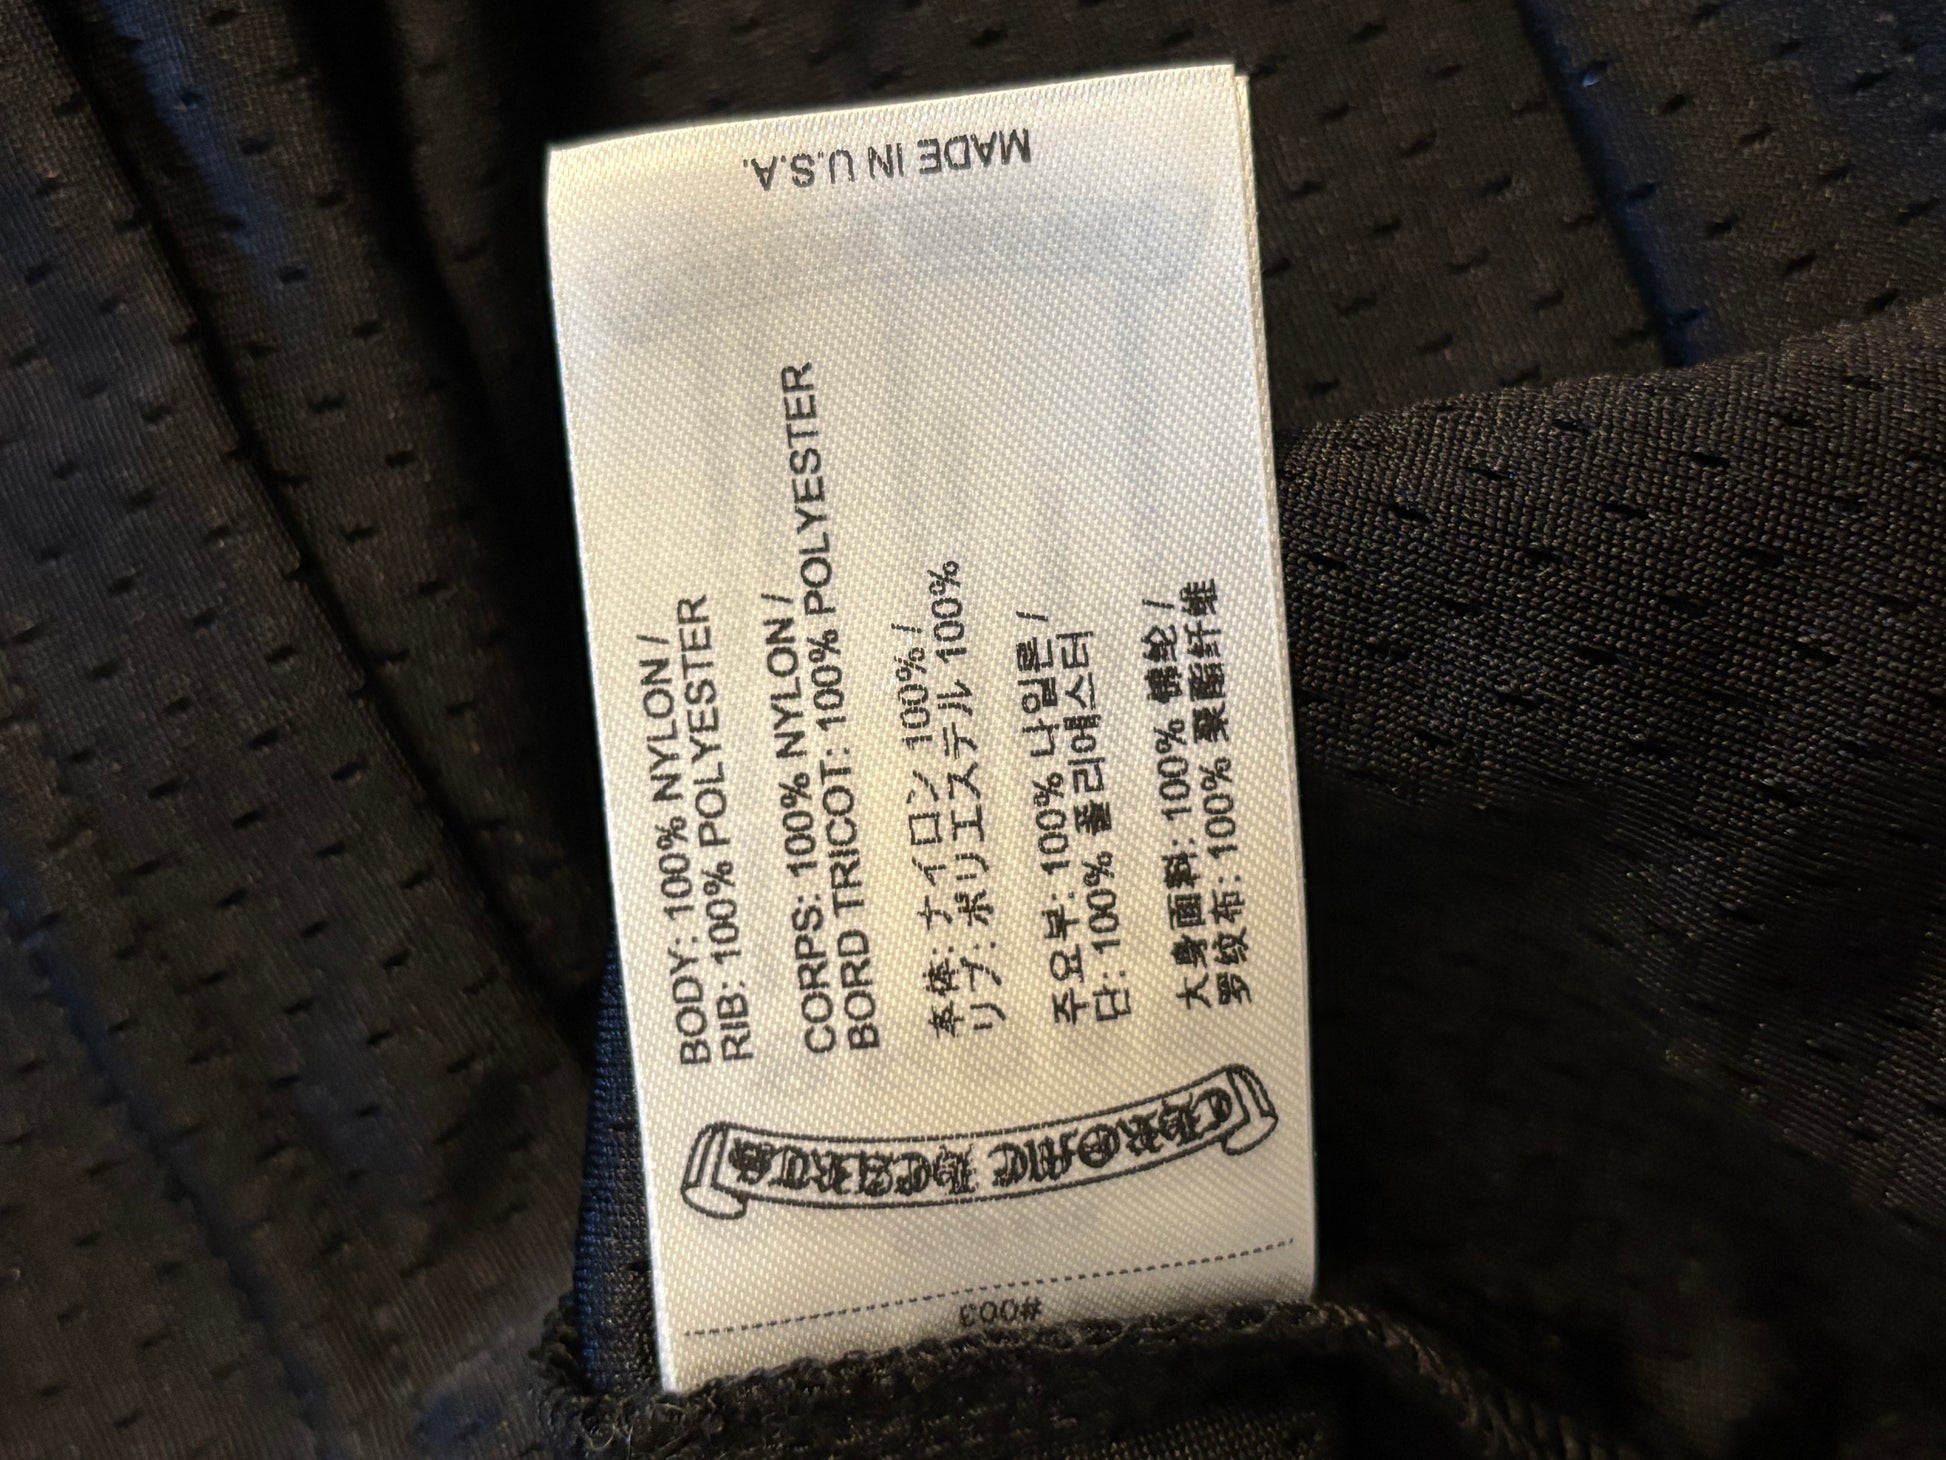 MADE IN U.S.A.
BODY: 100% NYLON /
RIB: 100% POLYESTER
CORPS: 100% NYLON /
BORD TRICOT: 100% POLYESTER
本体: ナイロン 100% /
リブ: ポリエステル 100%
주요부: 100% 나일론 /
단: 100% 폴리에스터
大身面料: 100% 锦纶 /
罗纹布: 100% 聚酯纤维
CHROME HEARTS
#003